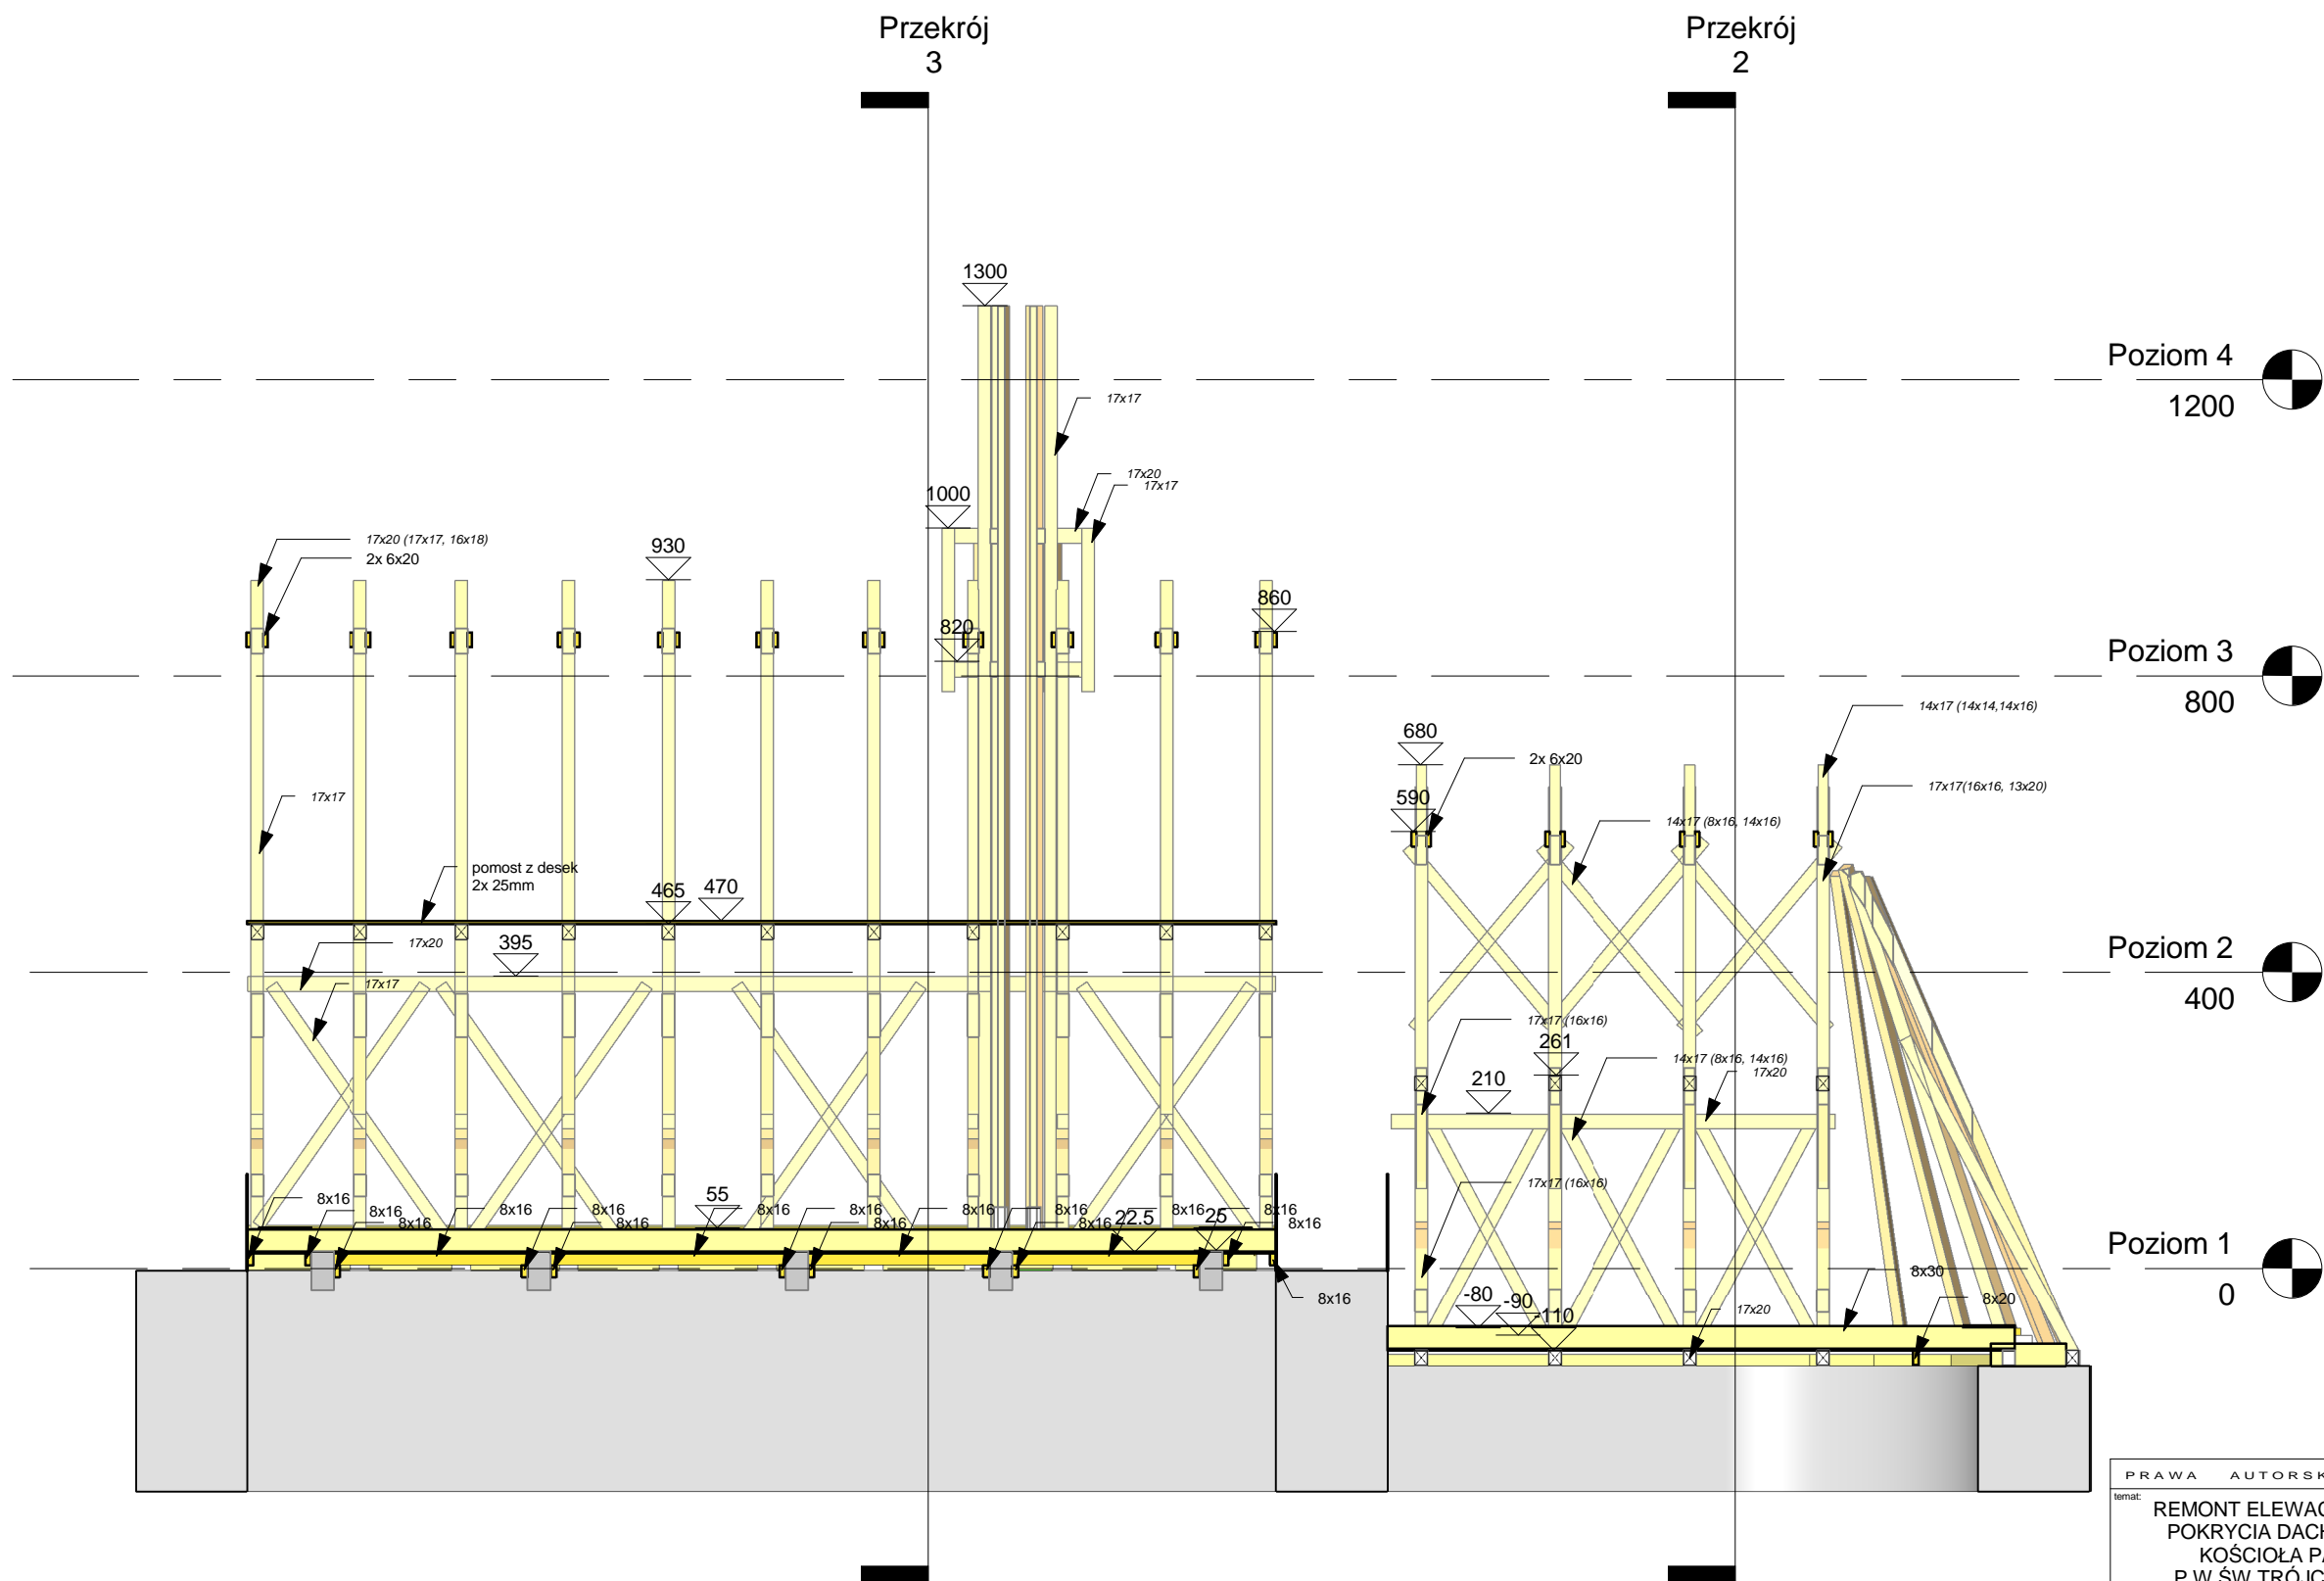 Przekrój
3
Przekrój
2
1300
Poziom 4
1200
17x17
17x20
17x17
1000
17x20 (17x17, 16x18)
2x 6x20
930
860
820
Poziom 3
800
14x17 (14x14,14x16)
680
2x 6x20
590
17x17(16x16, 13x20)
17x17
14x17 (8x16, 14x16)
pomost z desek
2x 25mm
465
470
17x20
395
17x17
Poziom 2
400
17x17 (16x16)
261
14x17 (8x16, 14x16)
17x20
210
17x17 (16x16)
55
8x16
8x16
8x16
8x16
8x16
8x16
8x16
8x16
8x16
8x16
8x16
8x16
8x16
22.5
25
8x16
8x16
8x16
Poziom 1
0
8x30
8x20
-80
-90
-110
17x20
PRAWA AUTORSK
temat:
REMONT ELEWAC
POKRYCIA DACH
KOŚCIOŁA PA
P.W.ŚW.TRÓJC